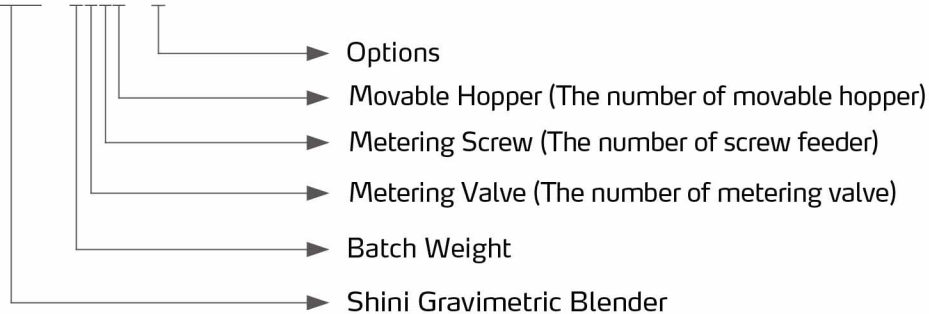 Options
Movable Hopper (The number of movable hopper)
Metering Screw (The number of screw feeder)
Metering Valve (The number of metering valve)
Batch Weight
Shini Gravimetric Blender